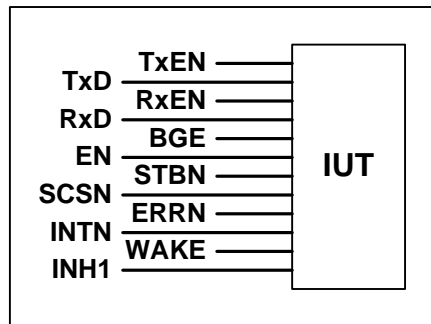 TxEN
TxD
RxEN
RxD
BGE
EN
STBN
IUT
SCSN
ERRN
INTN
WAKE
INH1